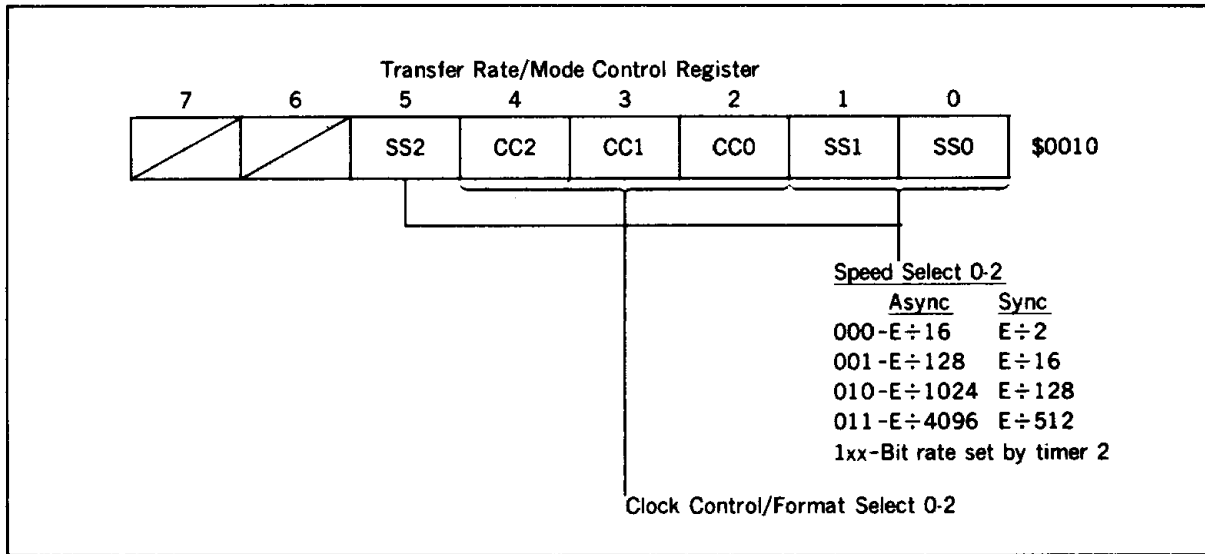 Transfer Rate/Mode Control Register
7 6 5 4 3 2 1 0
SS2 CC2 CC1 CC0 SS1 SS0 $0010
Speed Select 0-2
Async Sync
000-E÷16 E÷2
001-E÷128 E÷16
010-E÷1024 E÷128
011-E÷4096 E÷512
1xx-Bit rate set by timer 2
Clock Control/Format Select 0-2